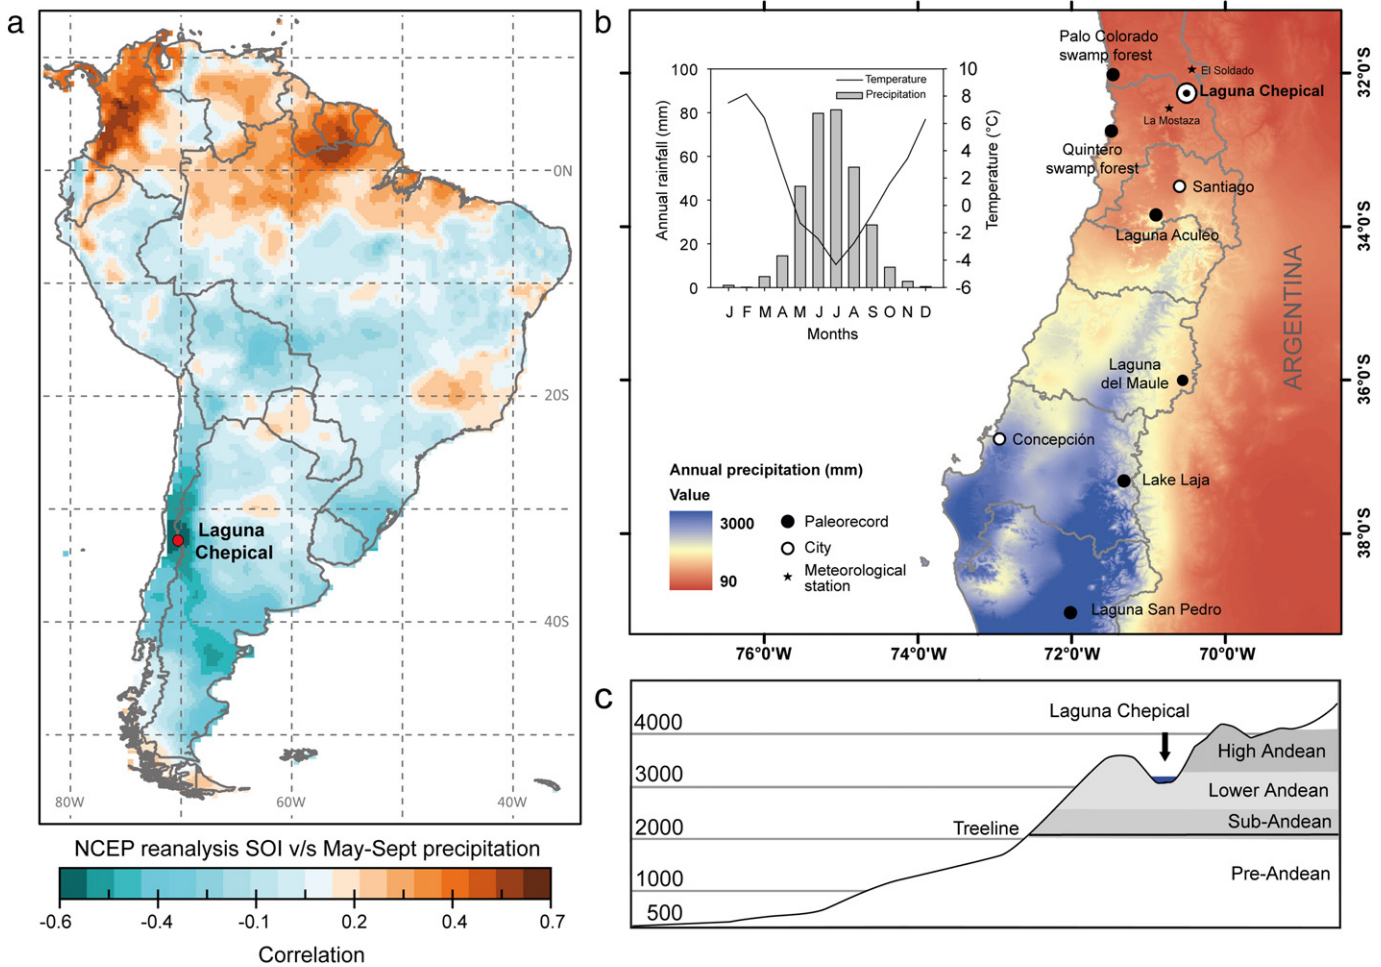 a
0N
20S
40S
80W
60W
40W
Laguna
Chepical
NCEP reanalysis SOI v/s May-Sept precipitation
-0.6
-0.4
-0.1
0.2
0.4
0.7
Correlation
b
100
80
60
40
20
0
Annual rainfall (mm)
Temperature
Precipitation
10
8
6
4
2
0
-2
-4
-6
Temperature (°C)
J F M A M J J A S O N D
Months
Palo Colorado
swamp forest
El Soldado
Laguna Chepical
La Mostaza
Quintero
swamp forest
Santiago
Laguna Aculeo
ARGENTINA
Laguna
del Maule
Concepción
Lake Laja
Laguna San Pedro
Annual precipitation (mm)
Value
3000
90
Paleorecord
City
Meteorological
station
32°0'S
34°0'S
36°0'S
38°0'S
76°0'W
74°0'W
72°0'W
70°0'W
c
Laguna Chepical
4000
3000
2000
1000
500
Treeline
High Andean
Lower Andean
Sub-Andean
Pre-Andean